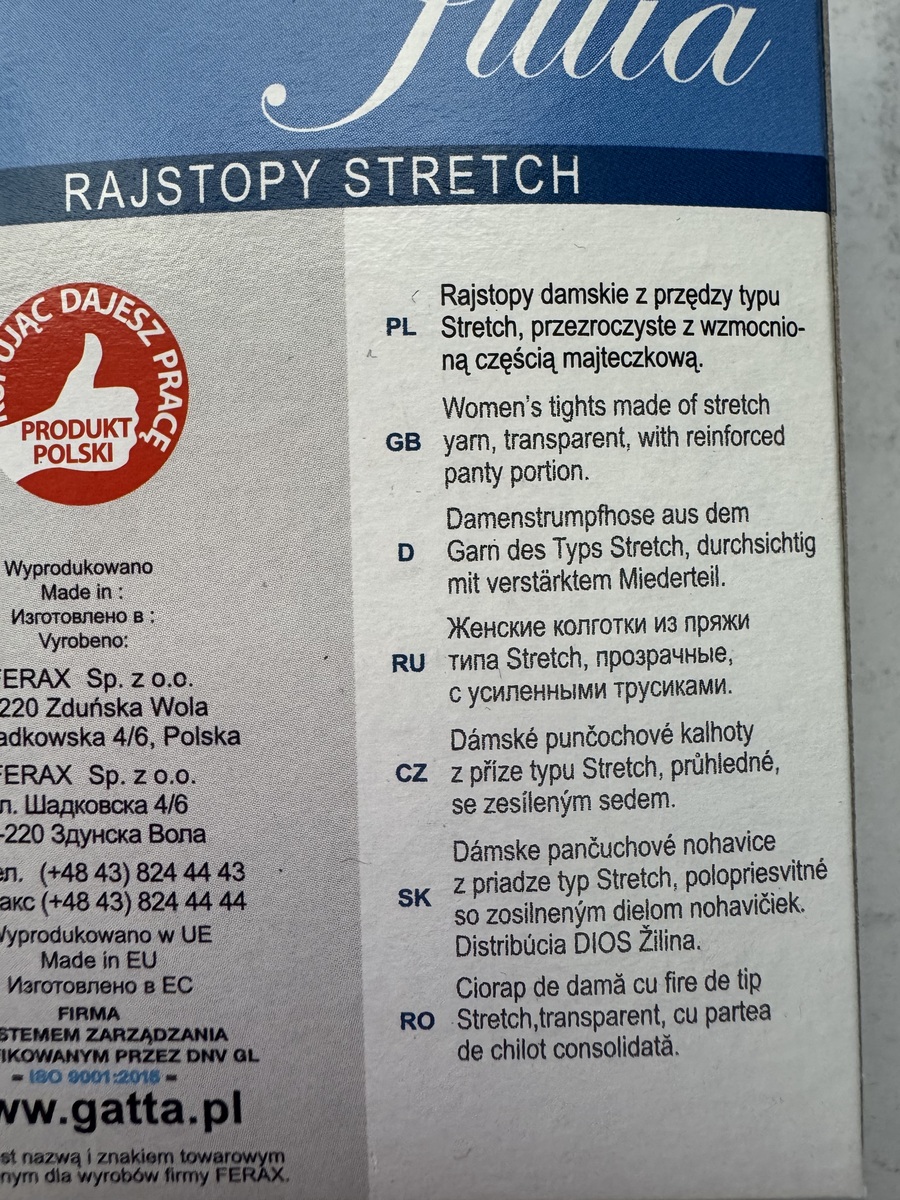 RAJSTOPY STRETCH
DAJESZ PRACĘ
PRODUKT
POLSKI
Wyprodukowano
Made in :
Изготовлено в :
Vyrobeno:
Sp. z o.o.
220 Zduńska Wola
4/6, Polska
Sp. z o.o.
Шадковска 4/6
-220 Здунска Вола
(+48 43) 824 44 43
(+48 43) 824 44 44
Wyprodukowano w UE
Made in EU
Изготовлено в ЕС
FIRMA
ZARZĄDZANIA
PRZEZ DNV GL
– ISO 9001:2015 –
www.gatta.pl
nazwą i znakiem towarowym
dla wyrobów firmy FERAX.
PL
Rajstopy damskie z przędzy typu
Stretch, przezroczyste z wzmocnio-
ną częścią majteczkową.
GB
Women's tights made of stretch
yarn, transparent, with reinforced
panty portion.
D
Damenstrumpfhose aus dem
Garn des Typs Stretch, durchsichtig
mit verstärktem Miederteil.
RU
Женские колготки из пряжи
типа Stretch, прозрачные,
с усиленными трусиками.
CZ
Dámské punčochové kalhoty
z příze typu Stretch, průhledné,
se zesíleným sedem.
SK
Dámske pančuchové nohavice
z priadze typ Stretch, polopriesvitné
so zosilneným dielom nohavičiek.
Distribúcia DIOS Žilina.
RO
Ciorap de damă cu fire de tip
Stretch,transparent, cu partea
de chilot consolidată.